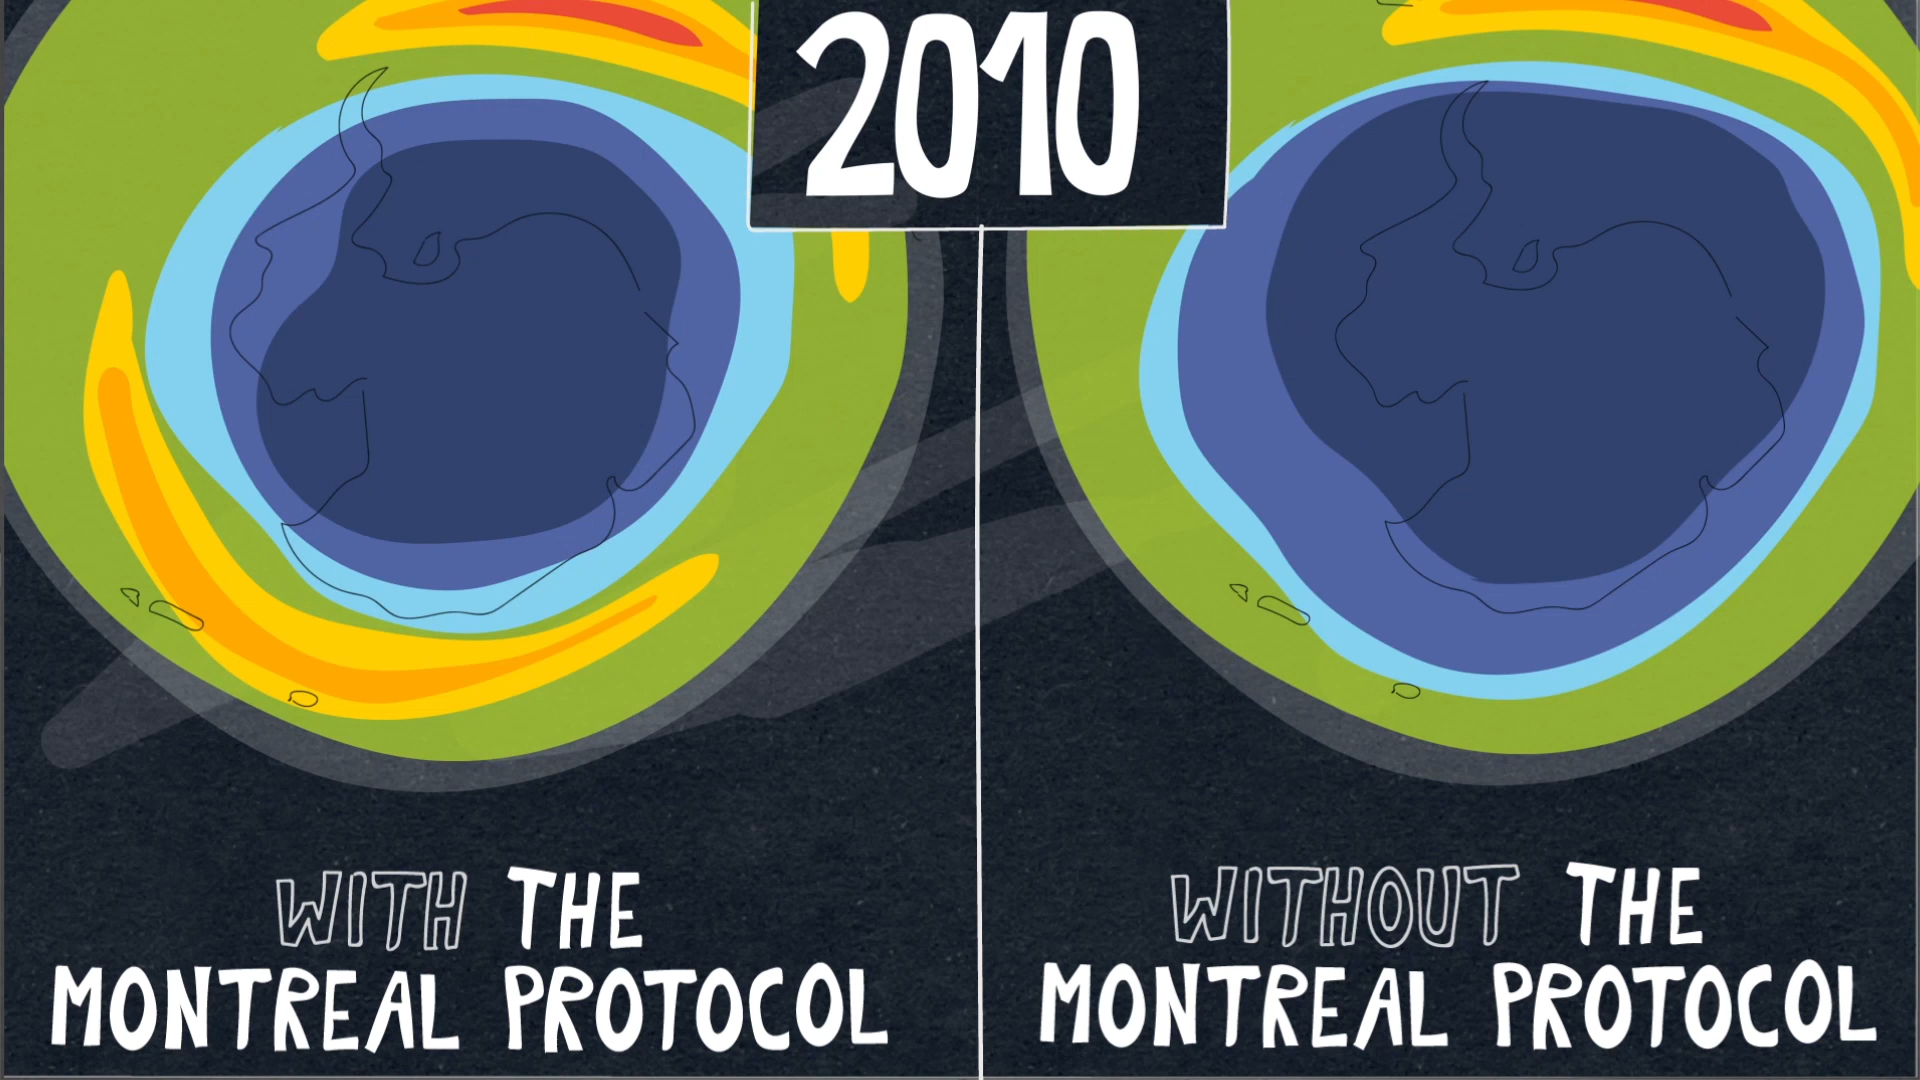 2010
WITH THE
MONTREAL PROTOCOL
WITHOUT THE
MONTREAL PROTOCOL